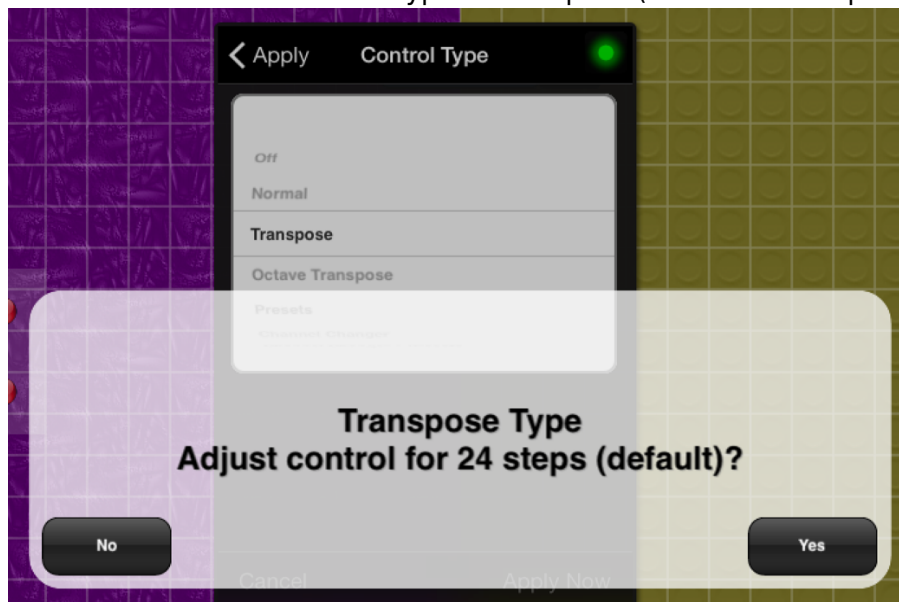 Apply Control Type
Off
Normal
Transpose
Octave Transpose
Presets
Transpose Type
Adjust control for 24 steps (default)?
No Yes
Cancel Apply Now